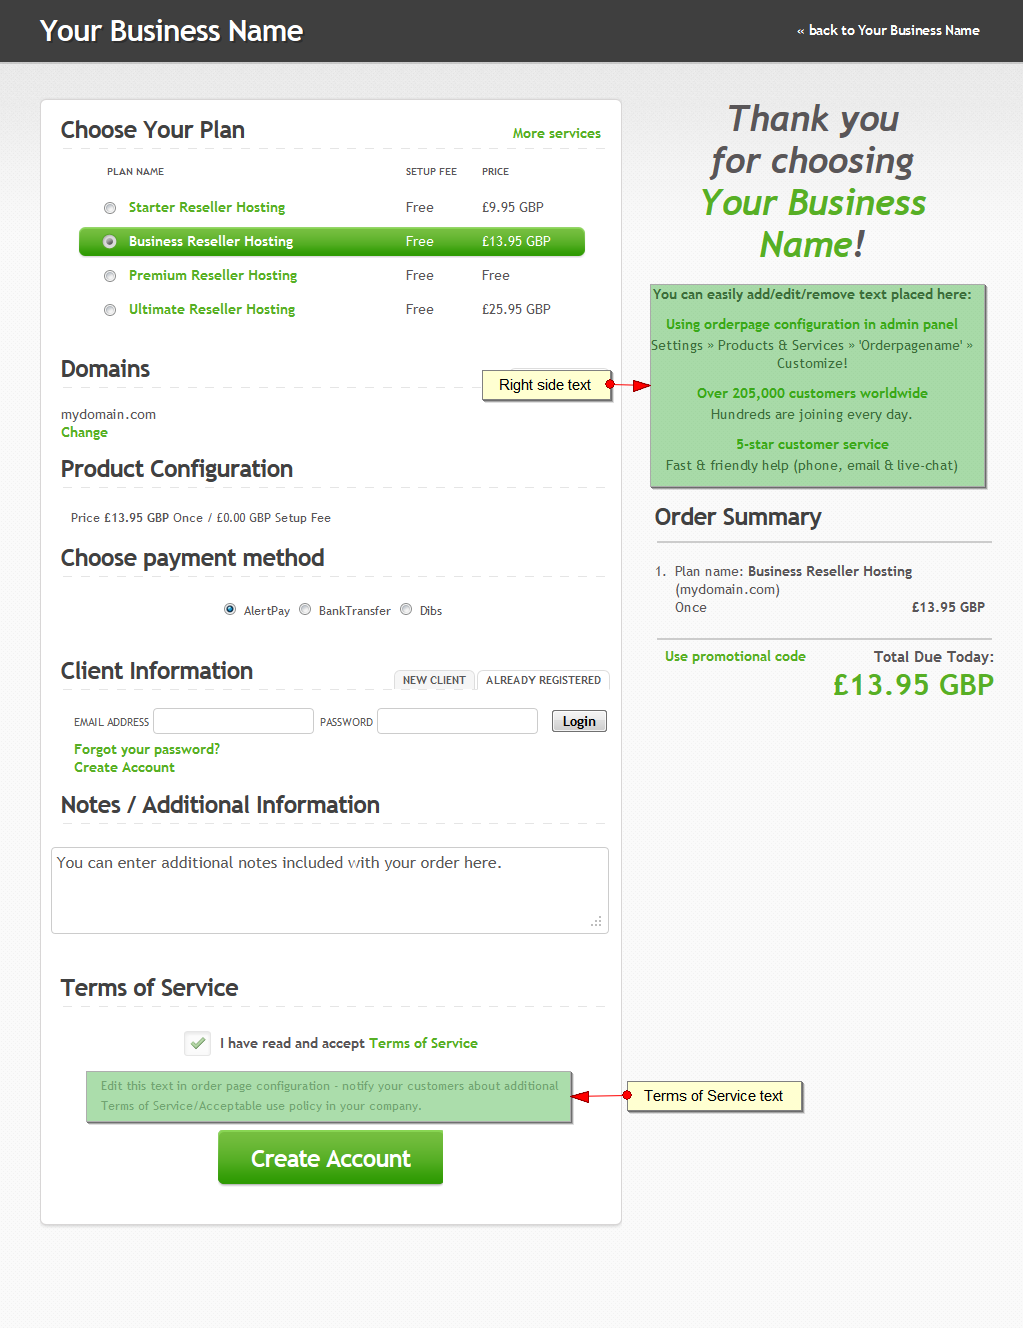 Your Business Name
« back to Your Business Name
Choose Your Plan
More services
PLAN NAME SETUP FEE PRICE
Starter Reseller Hosting Free £9.95 GBP
Business Reseller Hosting Free £13.95 GBP
Premium Reseller Hosting Free Free
Ultimate Reseller Hosting Free £25.95 GBP
Domains
mydomain.com
Change
Product Configuration
Price £13.95 GBP Once / £0.00 GBP Setup Fee
Choose payment method
AlertPay BankTransfer Dibs
Client Information
NEW CLIENT ALREADY REGISTERED
EMAIL ADDRESS PASSWORD Login
Forgot your password?
Create Account
Notes / Additional Information
You can enter additional notes included with your order here.
Terms of Service
I have read and accept Terms of Service
Edit this text in order page configuration - notify your customers about additional
Terms of Service/Acceptable use policy in your company.
Terms of Service text
Create Account
Thank you
for choosing
Your Business
Name!
Right side text
You can easily add/edit/remove text placed here:
Using orderpage configuration in admin panel
Settings » Products & Services » 'Orderpagename' »
Customize!
Over 205,000 customers worldwide
Hundreds are joining every day.
5-star customer service
Fast & friendly help (phone, email & live-chat)
Order Summary
1. Plan name: Business Reseller Hosting
(mydomain.com)
Once £13.95 GBP
Use promotional code Total Due Today:
£13.95 GBP